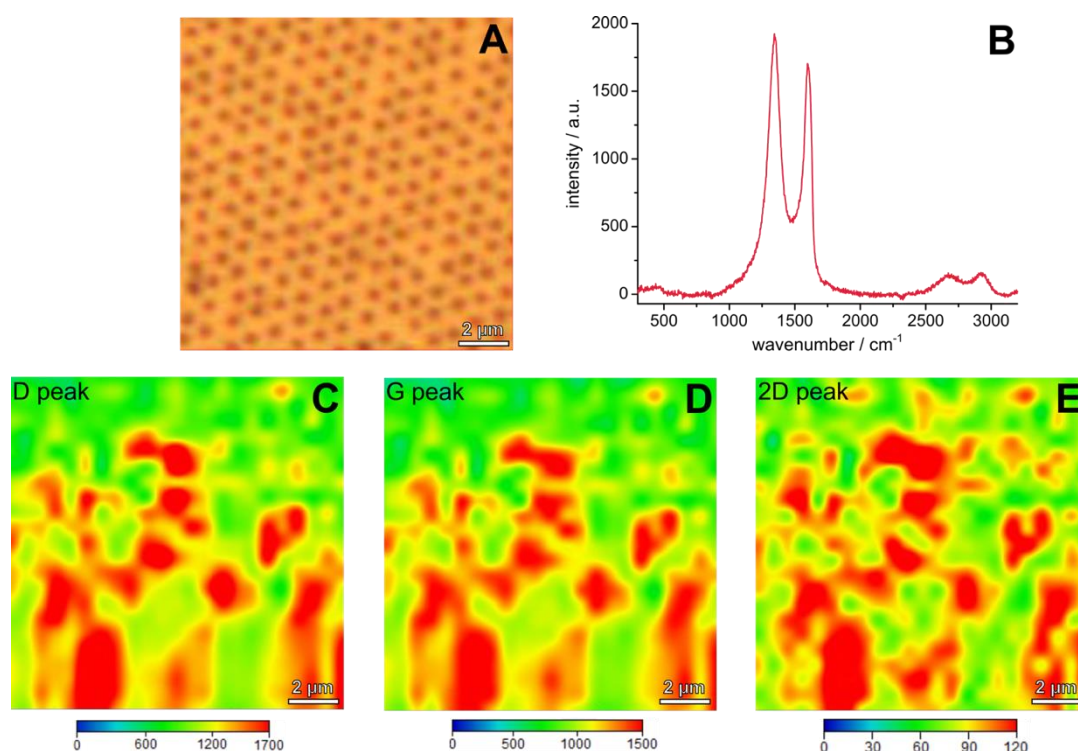 A
2 µm
B
intensity / a.u.
2000
1500
1000
500
0
500 1000 1500 2000 2500 3000
wavenumber / cm⁻¹
D peak C
2 µm
0 600 1200 1700
G peak D
2 µm
0 500 1000 1500
2D peak E
2 µm
0 30 60 90 120